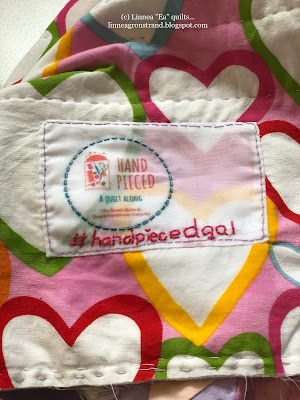 (c) Linnea "Ea" quilts...
linneagronstrand.blogspot.com
HAND
PIECED
A QUILT ALONG
#handpiecedqal